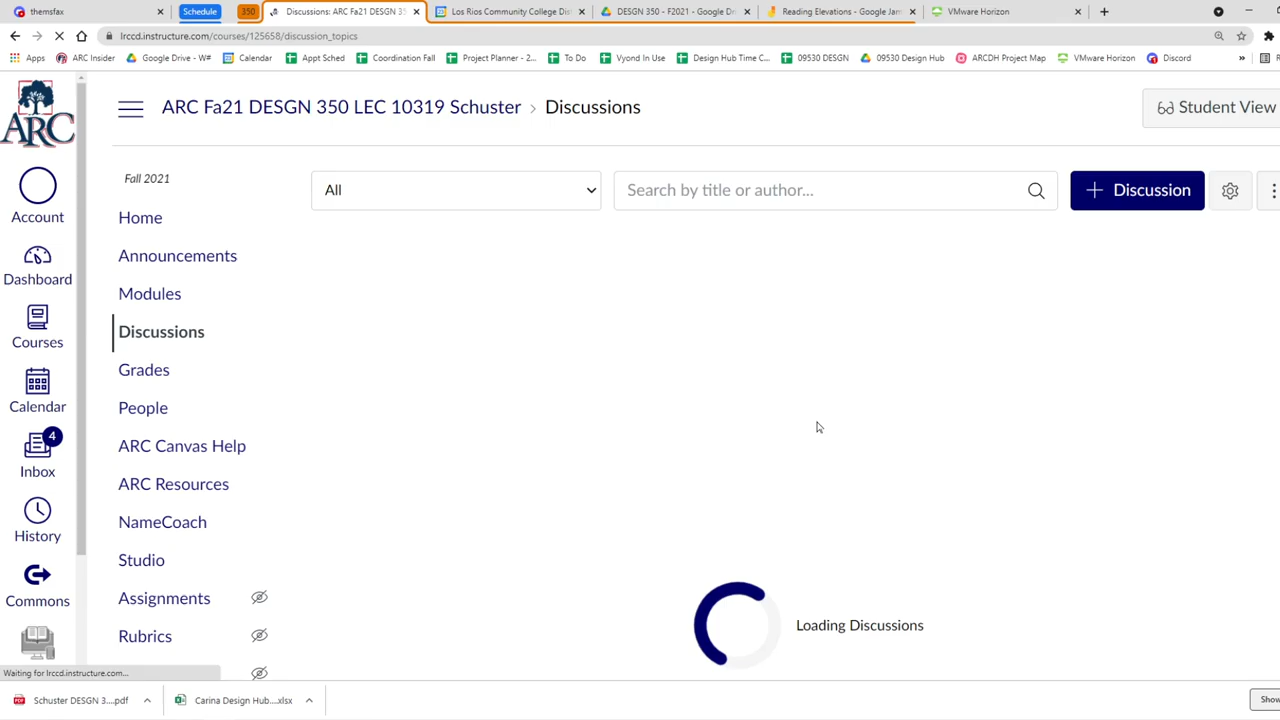 themsfax
Schedule
350
Discussions: ARC Fa21 DESGN 35
Los Rios Community College Dist
DESGN 350 - F2021 - Google Dri
Reading Elevations - Google Jam
VMware Horizon
lrccd.instructure.com/courses/125658/discussion_topics
Apps
ARC Insider
Google Drive - W#
Calendar
Appt Sched
Coordination Fall
Project Planner - 2...
To Do
Vyond In Use
Design Hub Time C...
09530 DESGN
09530 Design Hub
ARCDH Project Map
VMware Horizon
Discord
»
ARC
ARC Fa21 DESGN 350 LEC 10319 Schuster › Discussions
Student View
Account
Dashboard
Courses
Calendar
4
Inbox
History
Commons
Fall 2021
Home
Announcements
Modules
Discussions
Grades
People
ARC Canvas Help
ARC Resources
NameCoach
Studio
Assignments
Rubrics
All
Search by title or author...
+ Discussion
Loading Discussions
Waiting for lrccd.instructure.com...
Schuster DESGN 3....pdf
Carina Design Hub....xlsx
Show